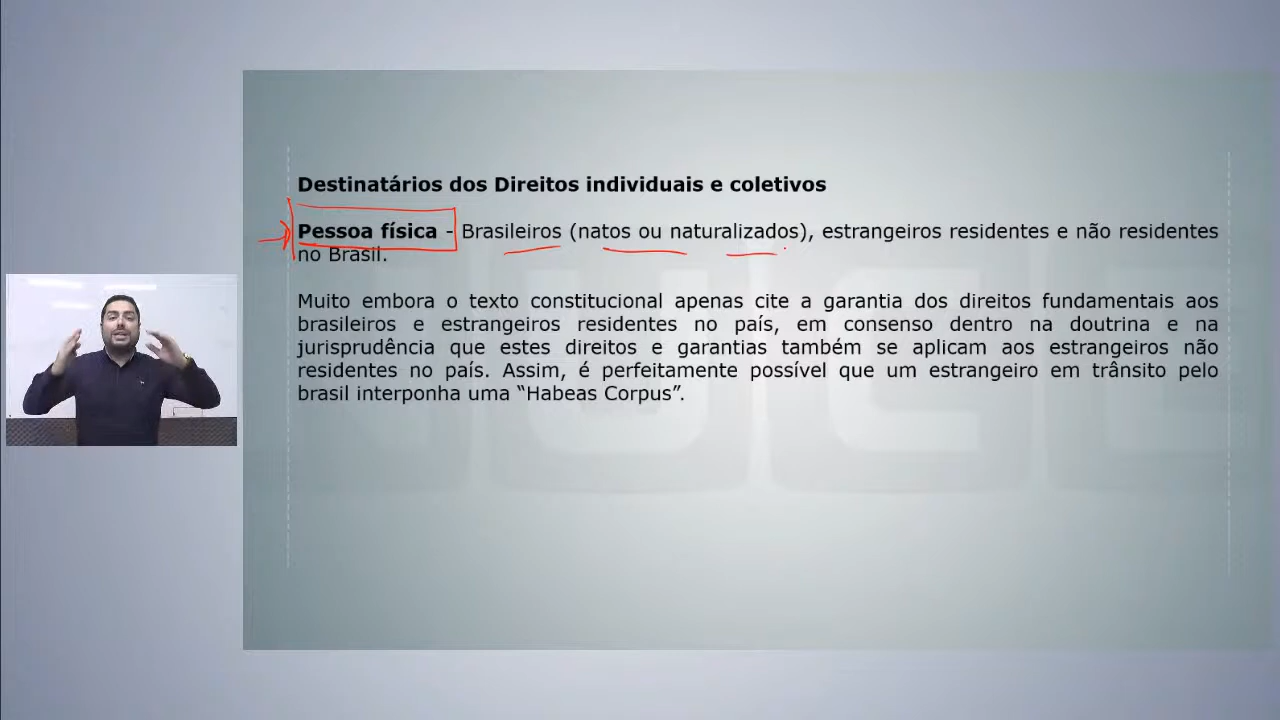 Destinatários dos Direitos individuais e coletivos
Pessoa física - Brasileiros (natos ou naturalizados), estrangeiros residentes e não residentes
no Brasil.
Muito embora o texto constitucional apenas cite a garantia dos direitos fundamentais aos
brasileiros e estrangeiros residentes no país, em consenso dentro na doutrina e na
jurisprudência que estes direitos e garantias também se aplicam aos estrangeiros não
residentes no país. Assim, é perfeitamente possível que um estrangeiro em trânsito pelo
brasil interponha uma “Habeas Corpus”.